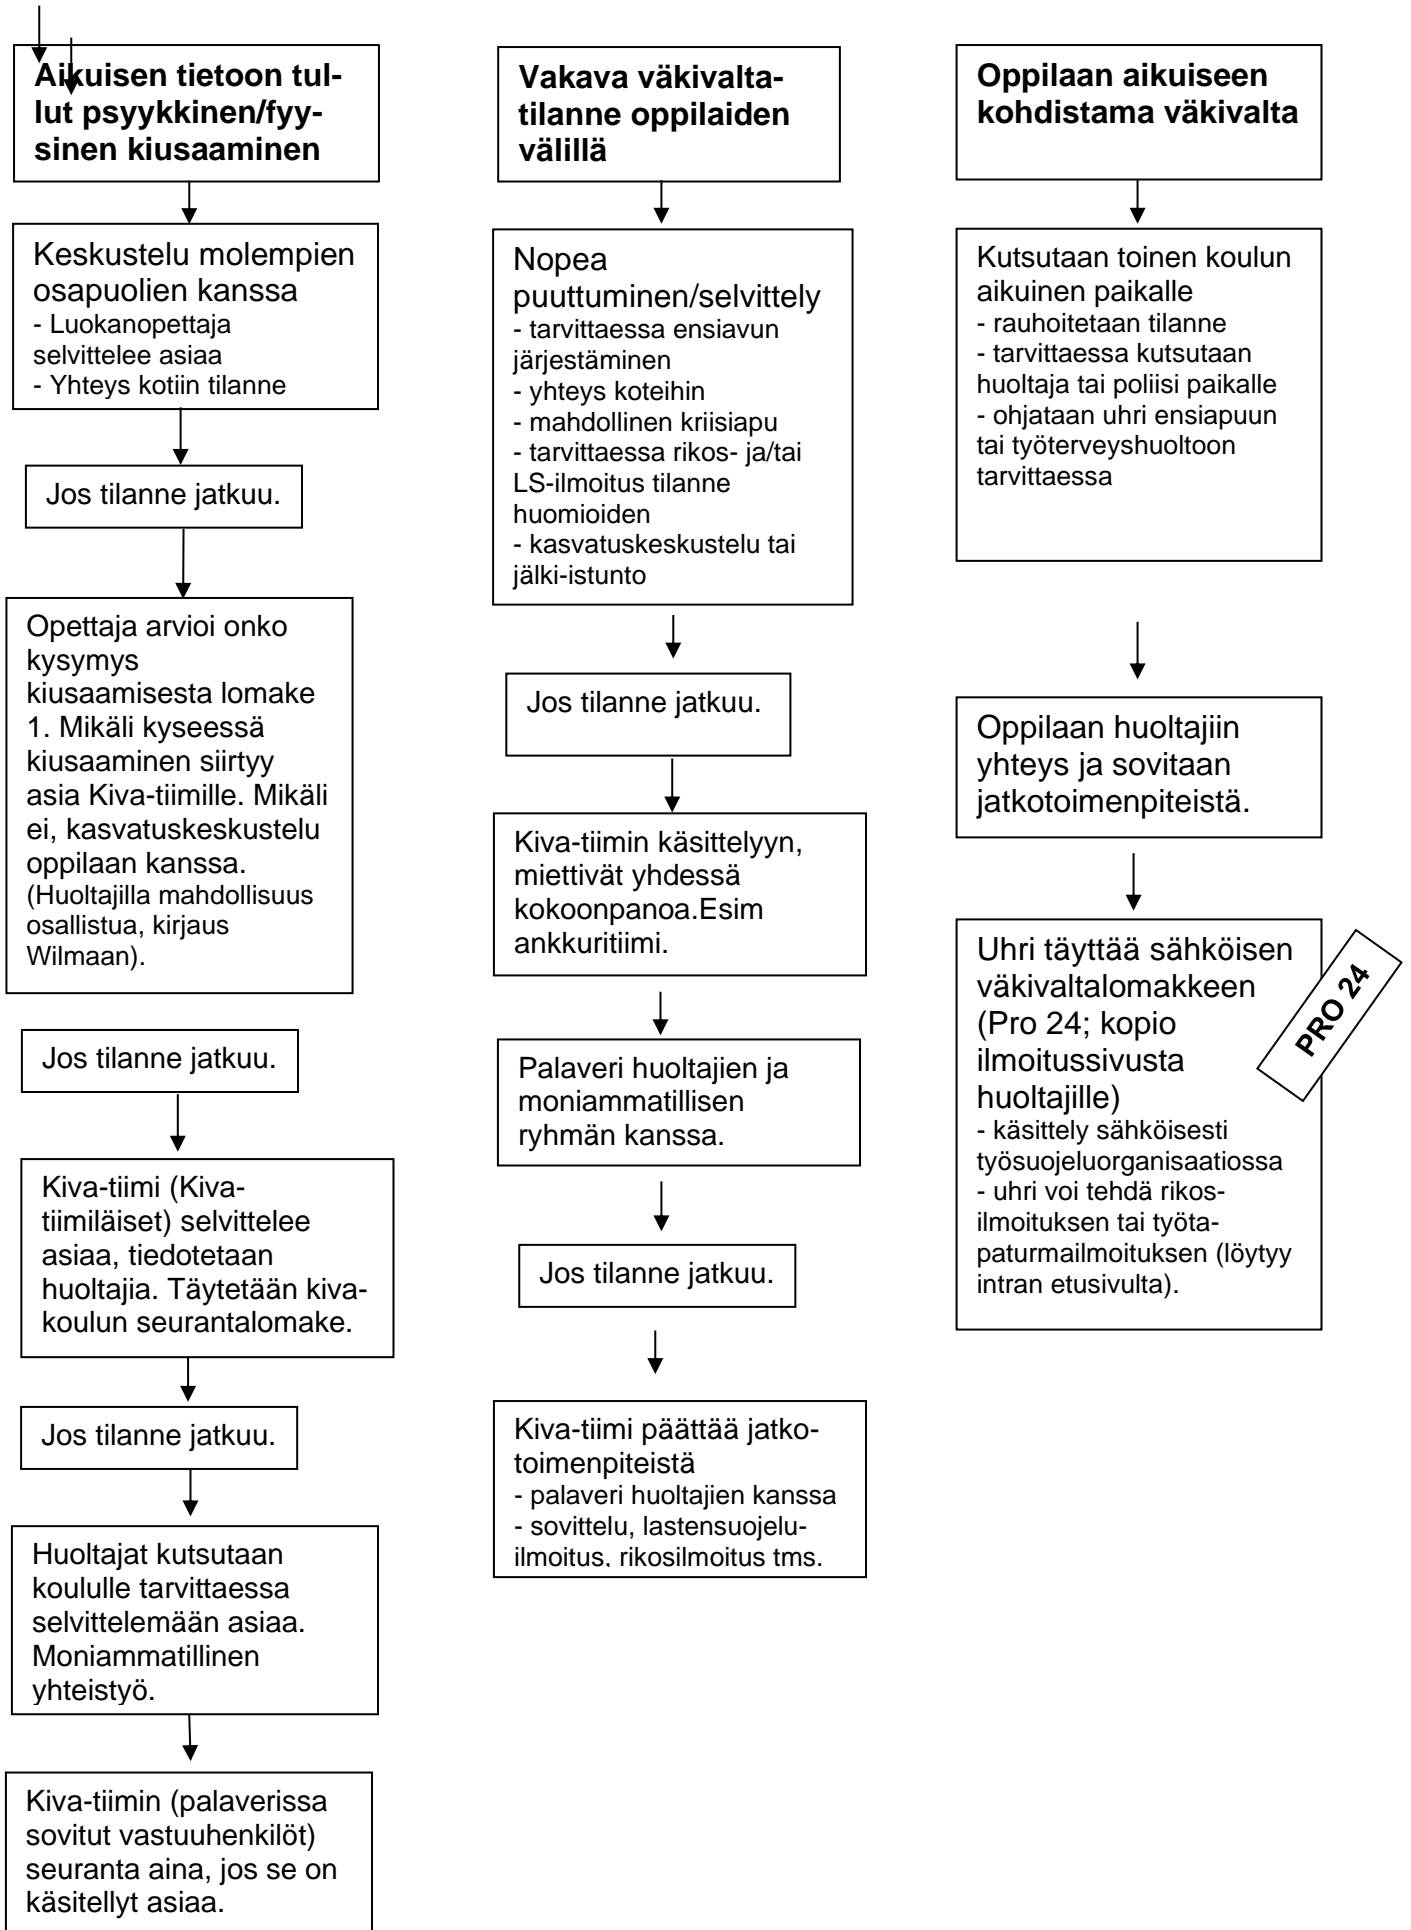 Aikuisen tietoon tul-
lut psyykkinen/fyy-
sinen kiusaaminen
Keskustelu molempien
osapuolien kanssa
- Luokanopettaja
selvittelee asiaa
- Yhteys kotiin tilanne
Jos tilanne jatkuu.
Opettaja arvioi onko
kysymys
kiusaamisesta lomake
1. Mikäli kyseessä
kiusaaminen siirtyy
asia Kiva-tiimille. Mikäli
ei, kasvatuskeskustelu
oppilaan kanssa.
(Huoltajilla mahdollisuus
osallistua, kirjaus
Wilmaan).
Jos tilanne jatkuu.
Kiva-tiimi (Kiva-
tiimiläiset) selvittelee
asiaa, tiedotetaan
huoltajia. Täytetään kiva-
koulun seurantalomake.
Jos tilanne jatkuu.
Huoltajat kutsutaan
koululle tarvittaessa
selvittelemään asiaa.
Moniammatillinen
yhteistyö.
Kiva-tiimin (palaverissa
sovitut vastuuhenkilöt)
seuranta aina, jos se on
käsitellyt asiaa.
Vakava väkivalta-
tilanne oppilaiden
välillä
Nopea
puuttuminen/selvittely
- tarvittaessa ensiavun
järjestäminen
- yhteys koteihin
- mahdollinen kriisiapu
- tarvittaessa rikos- ja/tai
LS-ilmoitus tilanne
huomioiden
- kasvatuskeskustelu tai
jälki-istunto
Jos tilanne jatkuu.
Kiva-tiimin käsittelyyn,
miettivät yhdessä
kokoonpanoa.Esim
ankkuritiimi.
Palaveri huoltajien ja
moniammatillisen
ryhmän kanssa.
Jos tilanne jatkuu.
Kiva-tiimi päättää jatko-
toimenpiteistä
- palaveri huoltajien kanssa
- sovittelu, lastensuojelu-
ilmoitus, rikosilmoitus tms.
Oppilaan aikuiseen
kohdistama väkivalta
Kutsutaan toinen koulun
aikuinen paikalle
- rauhoitetaan tilanne
- tarvittaessa kutsutaan
huoltaja tai poliisi paikalle
- ohjataan uhri ensiapuun
tai työterveyshuoltoon
tarvittaessa
Oppilaan huoltajiin
yhteys ja sovitaan
jatkotoimenpiteistä.
Uhri täyttää sähköisen
väkivaltalomakkeen
(Pro 24; kopio
ilmoitussivusta
huoltajille)
- käsittely sähköisesti
työsuojeluorganisaatiossa
- uhri voi tehdä rikos-
ilmoituksen tai työta-
paturmailmoituksen (löytyy
intran etusivulta).
PRO 24